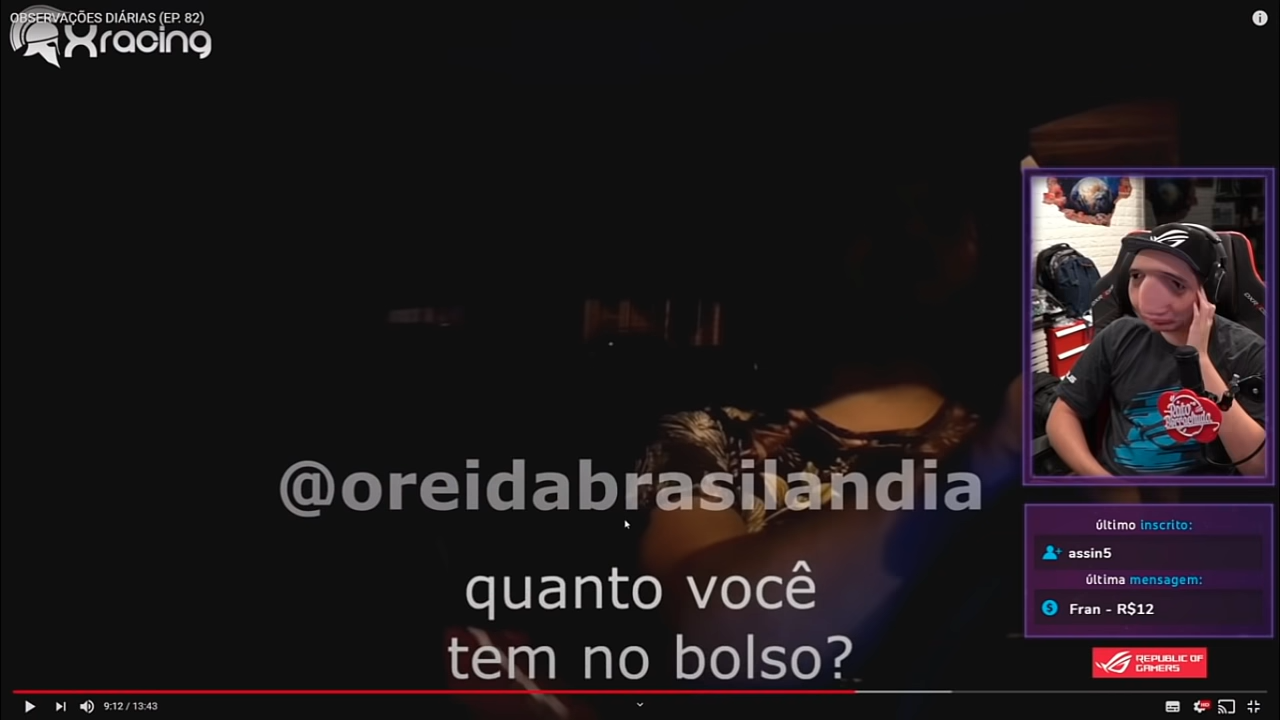 OBSERVAÇÕES DIÁRIAS (EP. 82)
Xracing
@oreidabrasilandia
quanto você
tem no bolso?
último inscrito:
assin5
última mensagem:
Fran - R$12
REPUBLIC OF
GAMERS
9:12 / 13:43